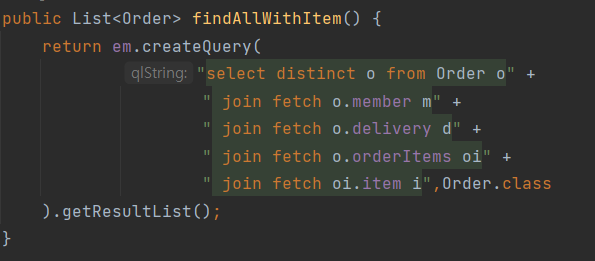 public List<Order> findAllWithItem() {
return em.createQuery(
qlString: "select distinct o from Order o" +
" join fetch o.member m" +
" join fetch o.delivery d" +
" join fetch o.orderItems oi" +
" join fetch oi.item i",Order.class
).getResultList();
}